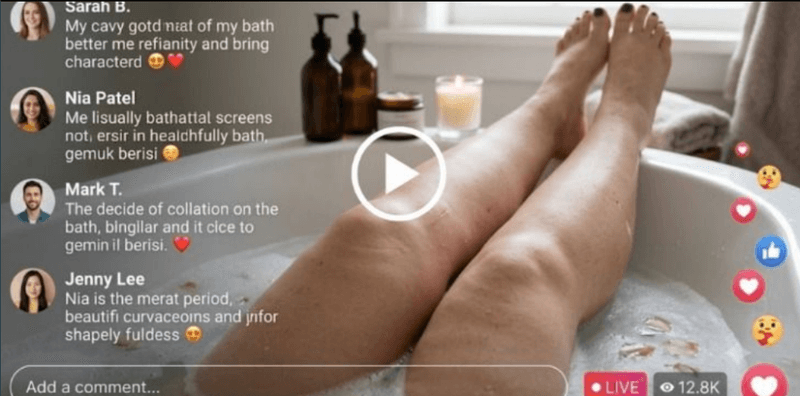 Sarah B.
My cavy gotd mat of my bath
better me refianity and bring
characterd
Nia Patel
Me lisually bathattal screens
not, ersir in healchfully bath,
gemuk berisi
Mark T.
The decide of collation on the
bath, bingilar and it cice to
gemin il berisi.
Jenny Lee
Nia is the merat period,
beautifi curvaceoins and
shapely fuldess
Add a comment...
LIVE 12.8K